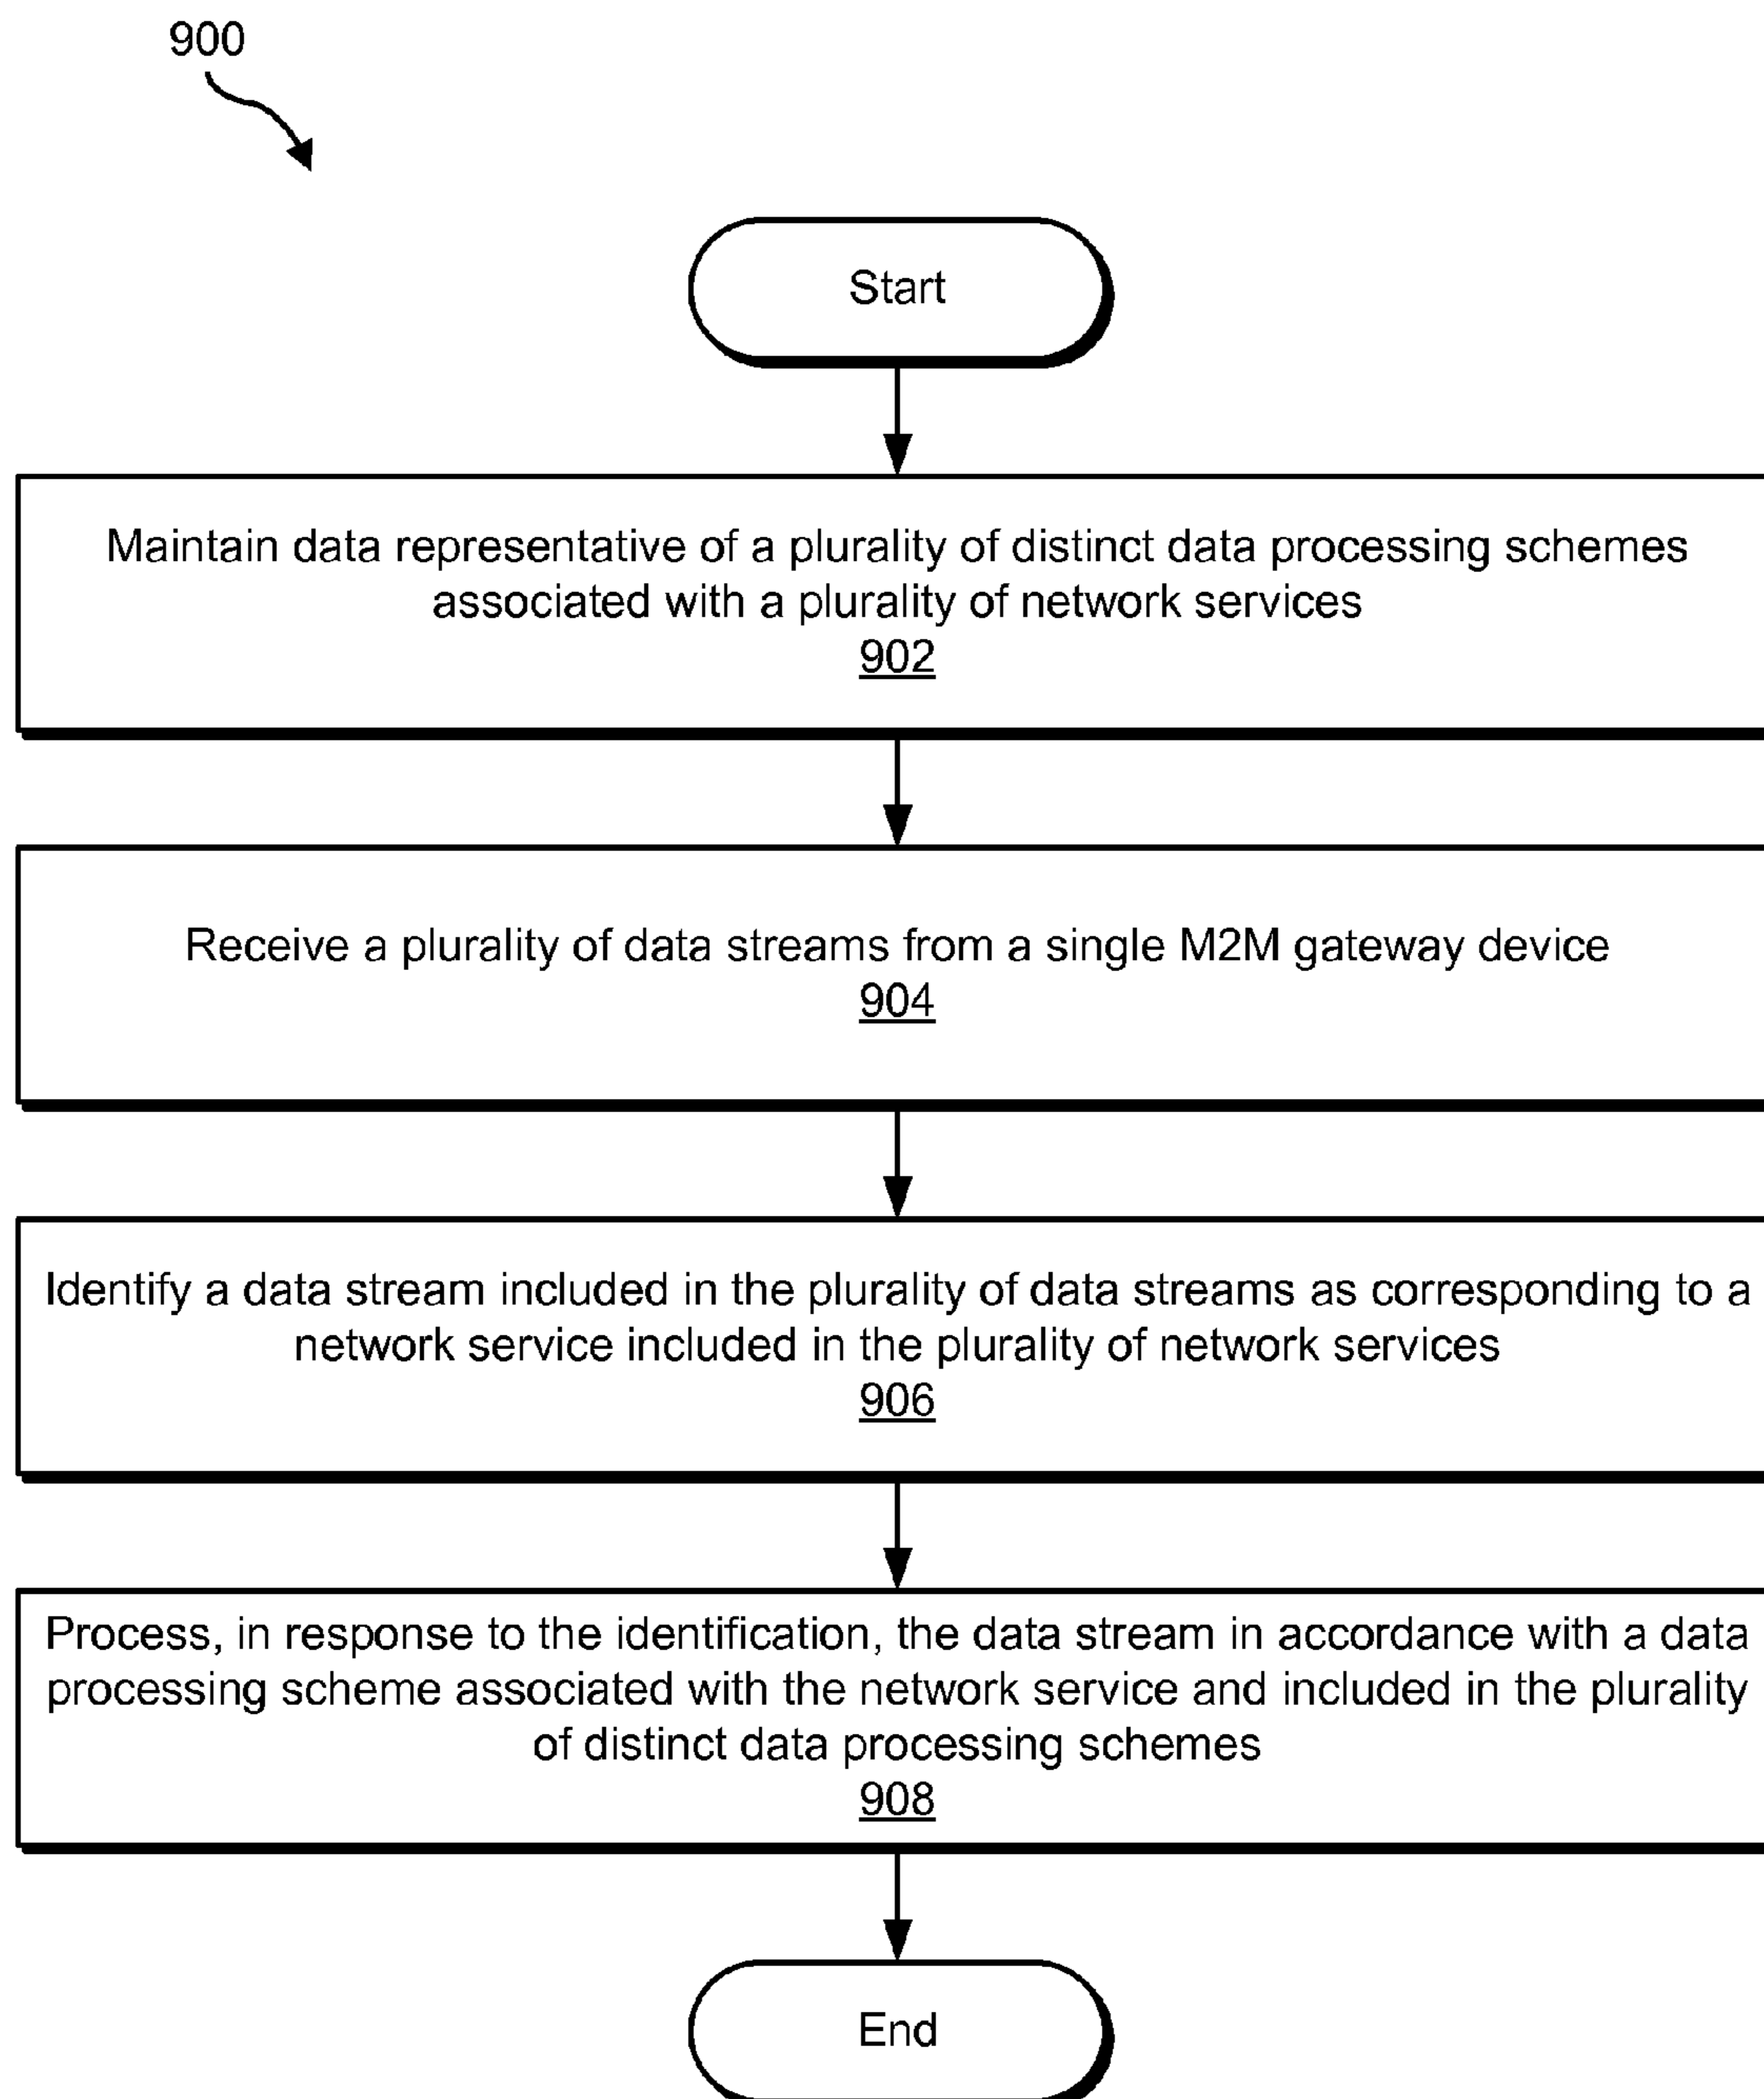 900
Start
Maintain data representative of a plurality of distinct data processing schemes
associated with a plurality of network services
902
Receive a plurality of data streams from a single M2M gateway device
904
Identify a data stream included in the plurality of data streams as corresponding to a
network service included in the plurality of network services
906
Process, in response to the identification, the data stream in accordance with a data
processing scheme associated with the network service and included in the plurality
of distinct data processing schemes
908
End